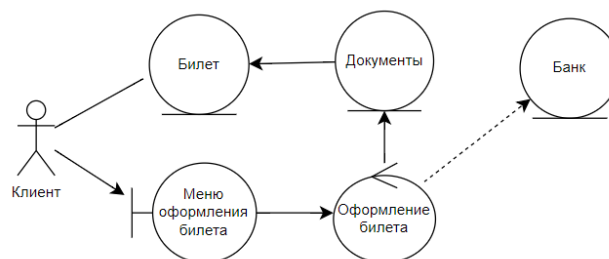 Билет
Документы
Банк
Клиент
Меню
оформления
билета
Оформление
билета